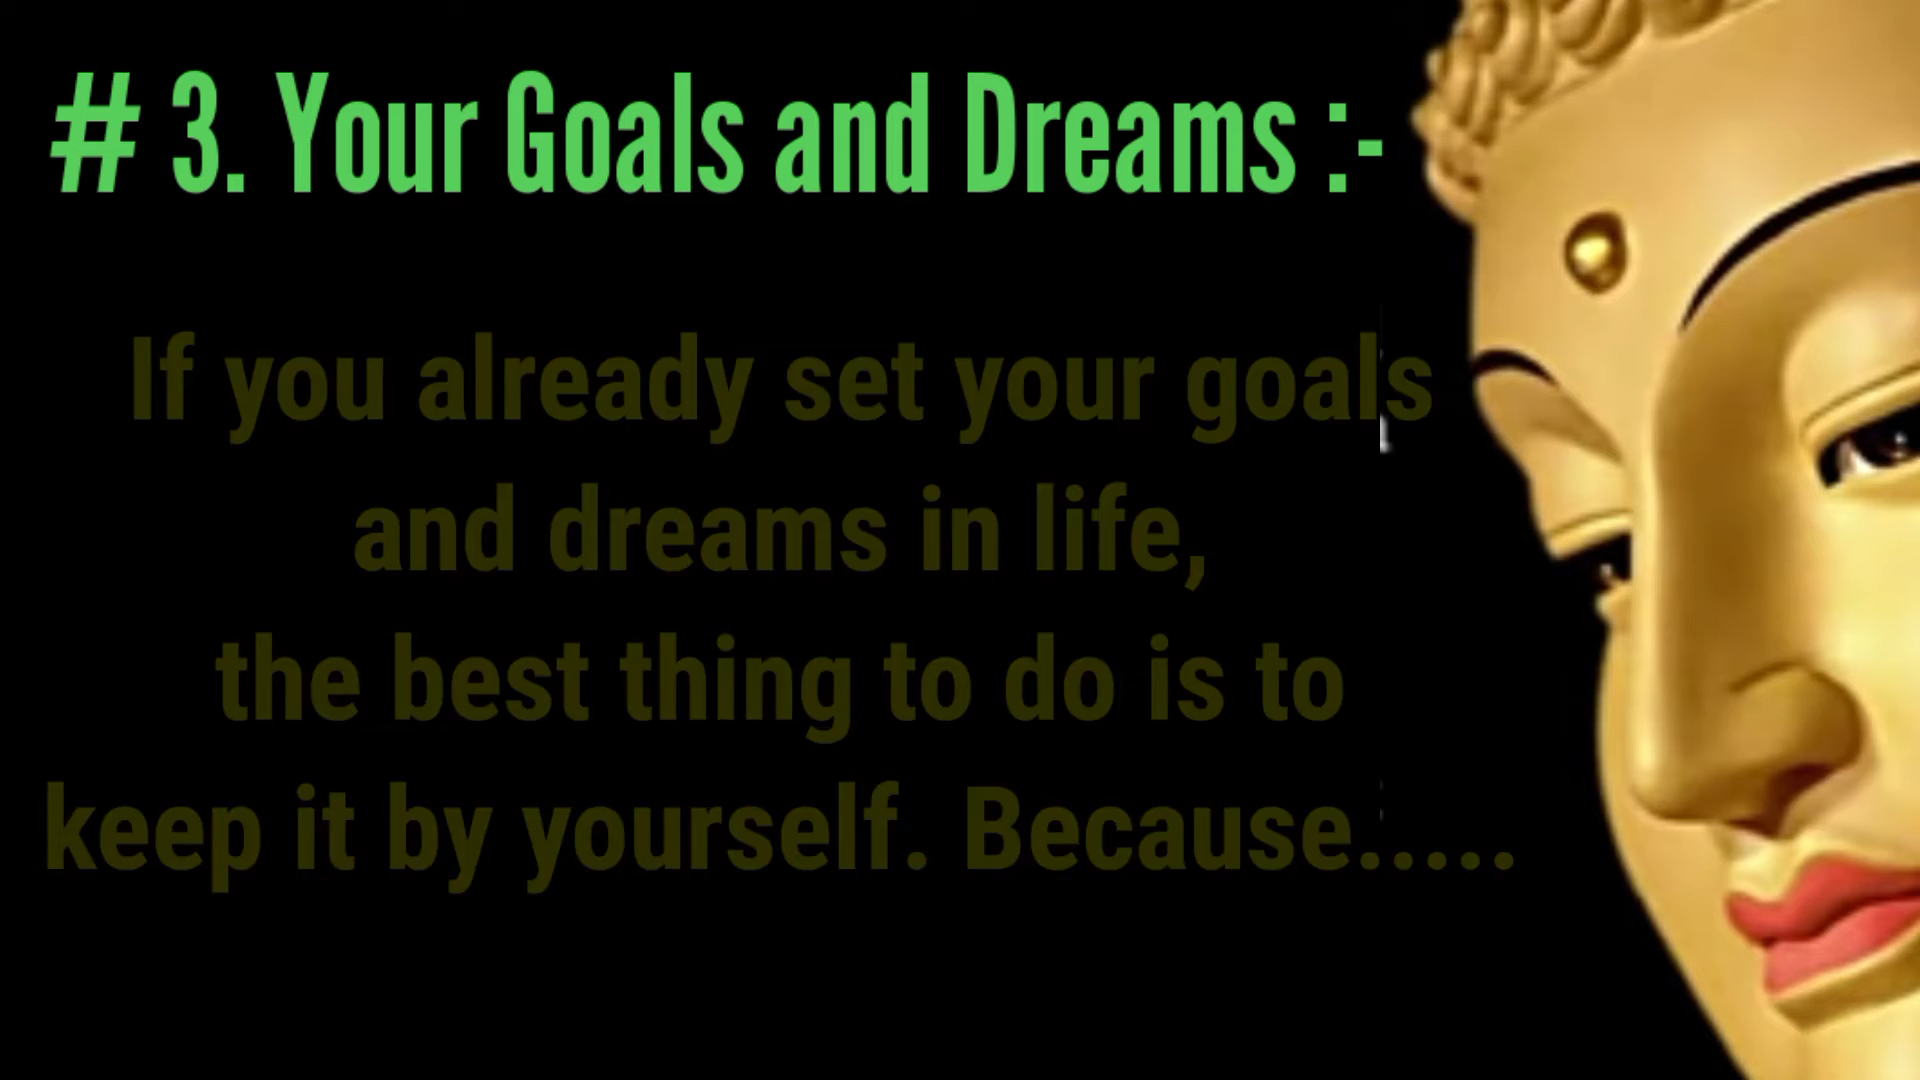 # 3. Your Goals and Dreams :-
If you already set your goals
and dreams in life,
the best thing to do is to
keep it by yourself. Because.....